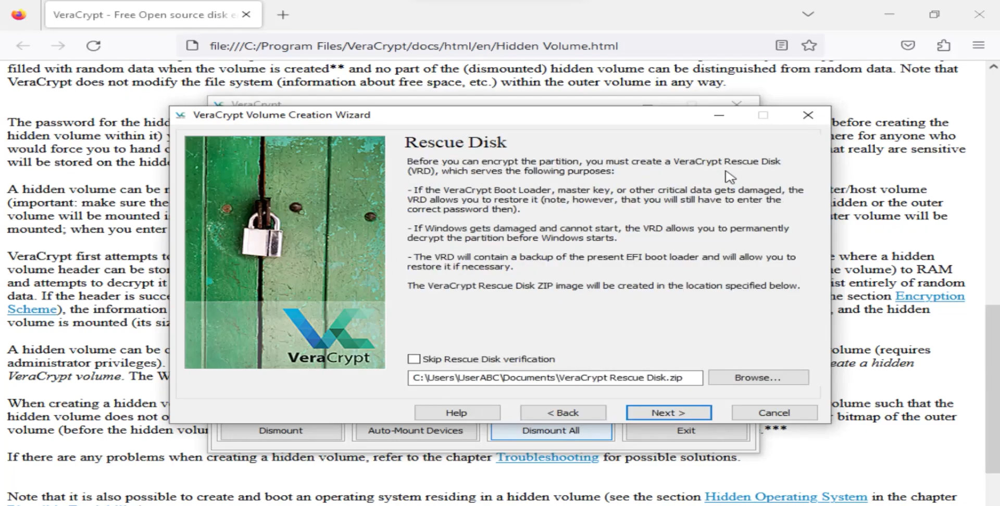 VeraCrypt - Free Open source disk e
file:///C:/Program Files/VeraCrypt/docs/html/en/Hidden Volume.html
filled with random data when the volume is created** and no part of the (dismounted) hidden volume can be distinguished from random data. Note that
VeraCrypt does not modify the file system (information about free space, etc.) within the outer volume in any way.
VeraCrypt
VeraCrypt Volume Creation Wizard
The password for the hidd
before creating the
hidden volume within it)
ere for anyone who
would force you to hand
at really are sensitive
will be stored on the hidd
Rescue Disk
Before you can encrypt the partition, you must create a VeraCrypt Rescue Disk
(VRD), which serves the following purposes:
- If the VeraCrypt Boot Loader, master key, or other critical data gets damaged, the
VRD allows you to restore it (note, however, that you will still have to enter the
correct password then).
- If Windows gets damaged and cannot start, the VRD allows you to permanently
decrypt the partition before Windows starts.
- The VRD will contain a backup of the present EFI boot loader and will allow you to
restore it if necessary.
The VeraCrypt Rescue Disk ZIP image will be created in the location specified below.
VeraCrypt
Skip Rescue Disk verification
C:\Users\UserABC\Documents\VeraCrypt Rescue Disk.zip
Browse...
Help
< Back
Next >
Cancel
A hidden volume can be
ter/host volume
(important: make sure the
idden or the outer
volume will be mounted i
ter volume will be
mounted; when you enter
VeraCrypt first attempts to
e where a hidden
volume header can be stor
e volume) to RAM
and attempts to decrypt it
ist entirely of random
data. If the header is succe
he section Encryption
Scheme), the information
, and the hidden
volume is mounted (its siz
A hidden volume can be c
olume (requires
administrator privileges).
eate a hidden
VeraCrypt volume. The W
When creating a hidden v
olume such that the
hidden volume does not o
bitmap of the outer
volume (before the hidden volur
.***
Dismount
Auto-Mount Devices
Dismount All
Exit
If there are any problems when creating a hidden volume, refer to the chapter Troubleshooting for possible solutions.
Note that it is also possible to create and boot an operating system residing in a hidden volume (see the section Hidden Operating System in the chapter